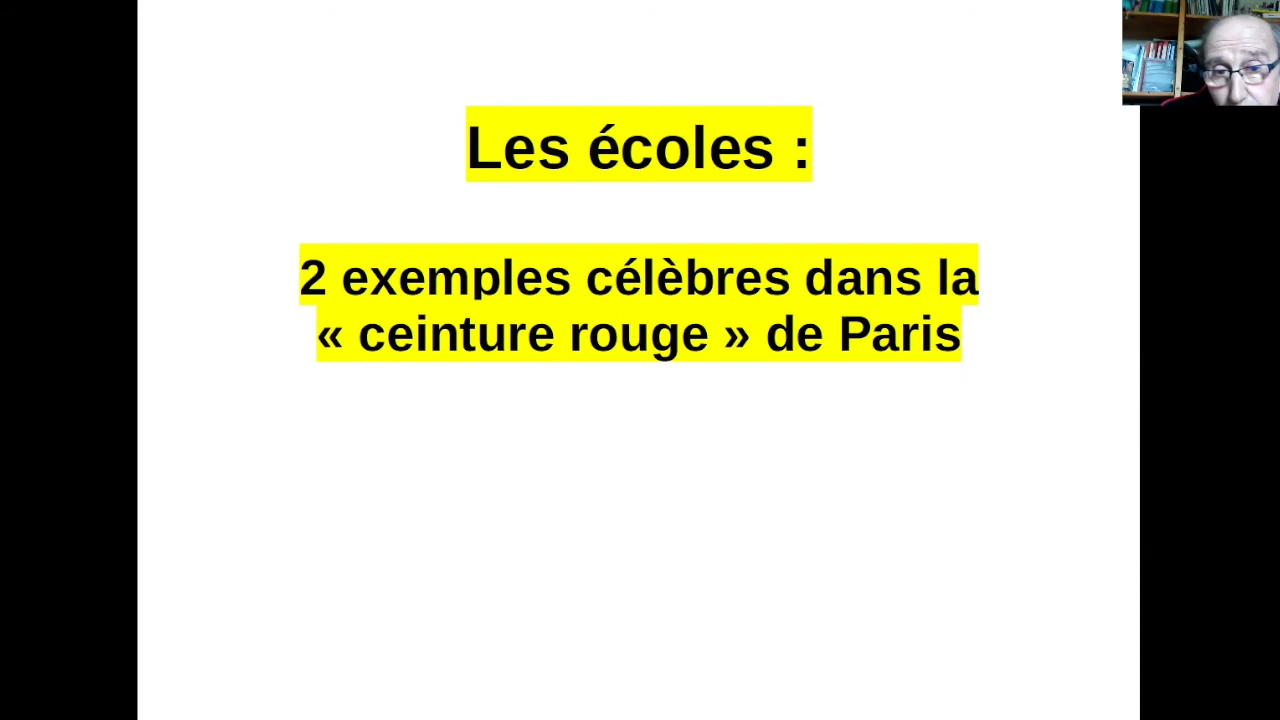 Les écoles :
2 exemples célèbres dans la
« ceinture rouge » de Paris